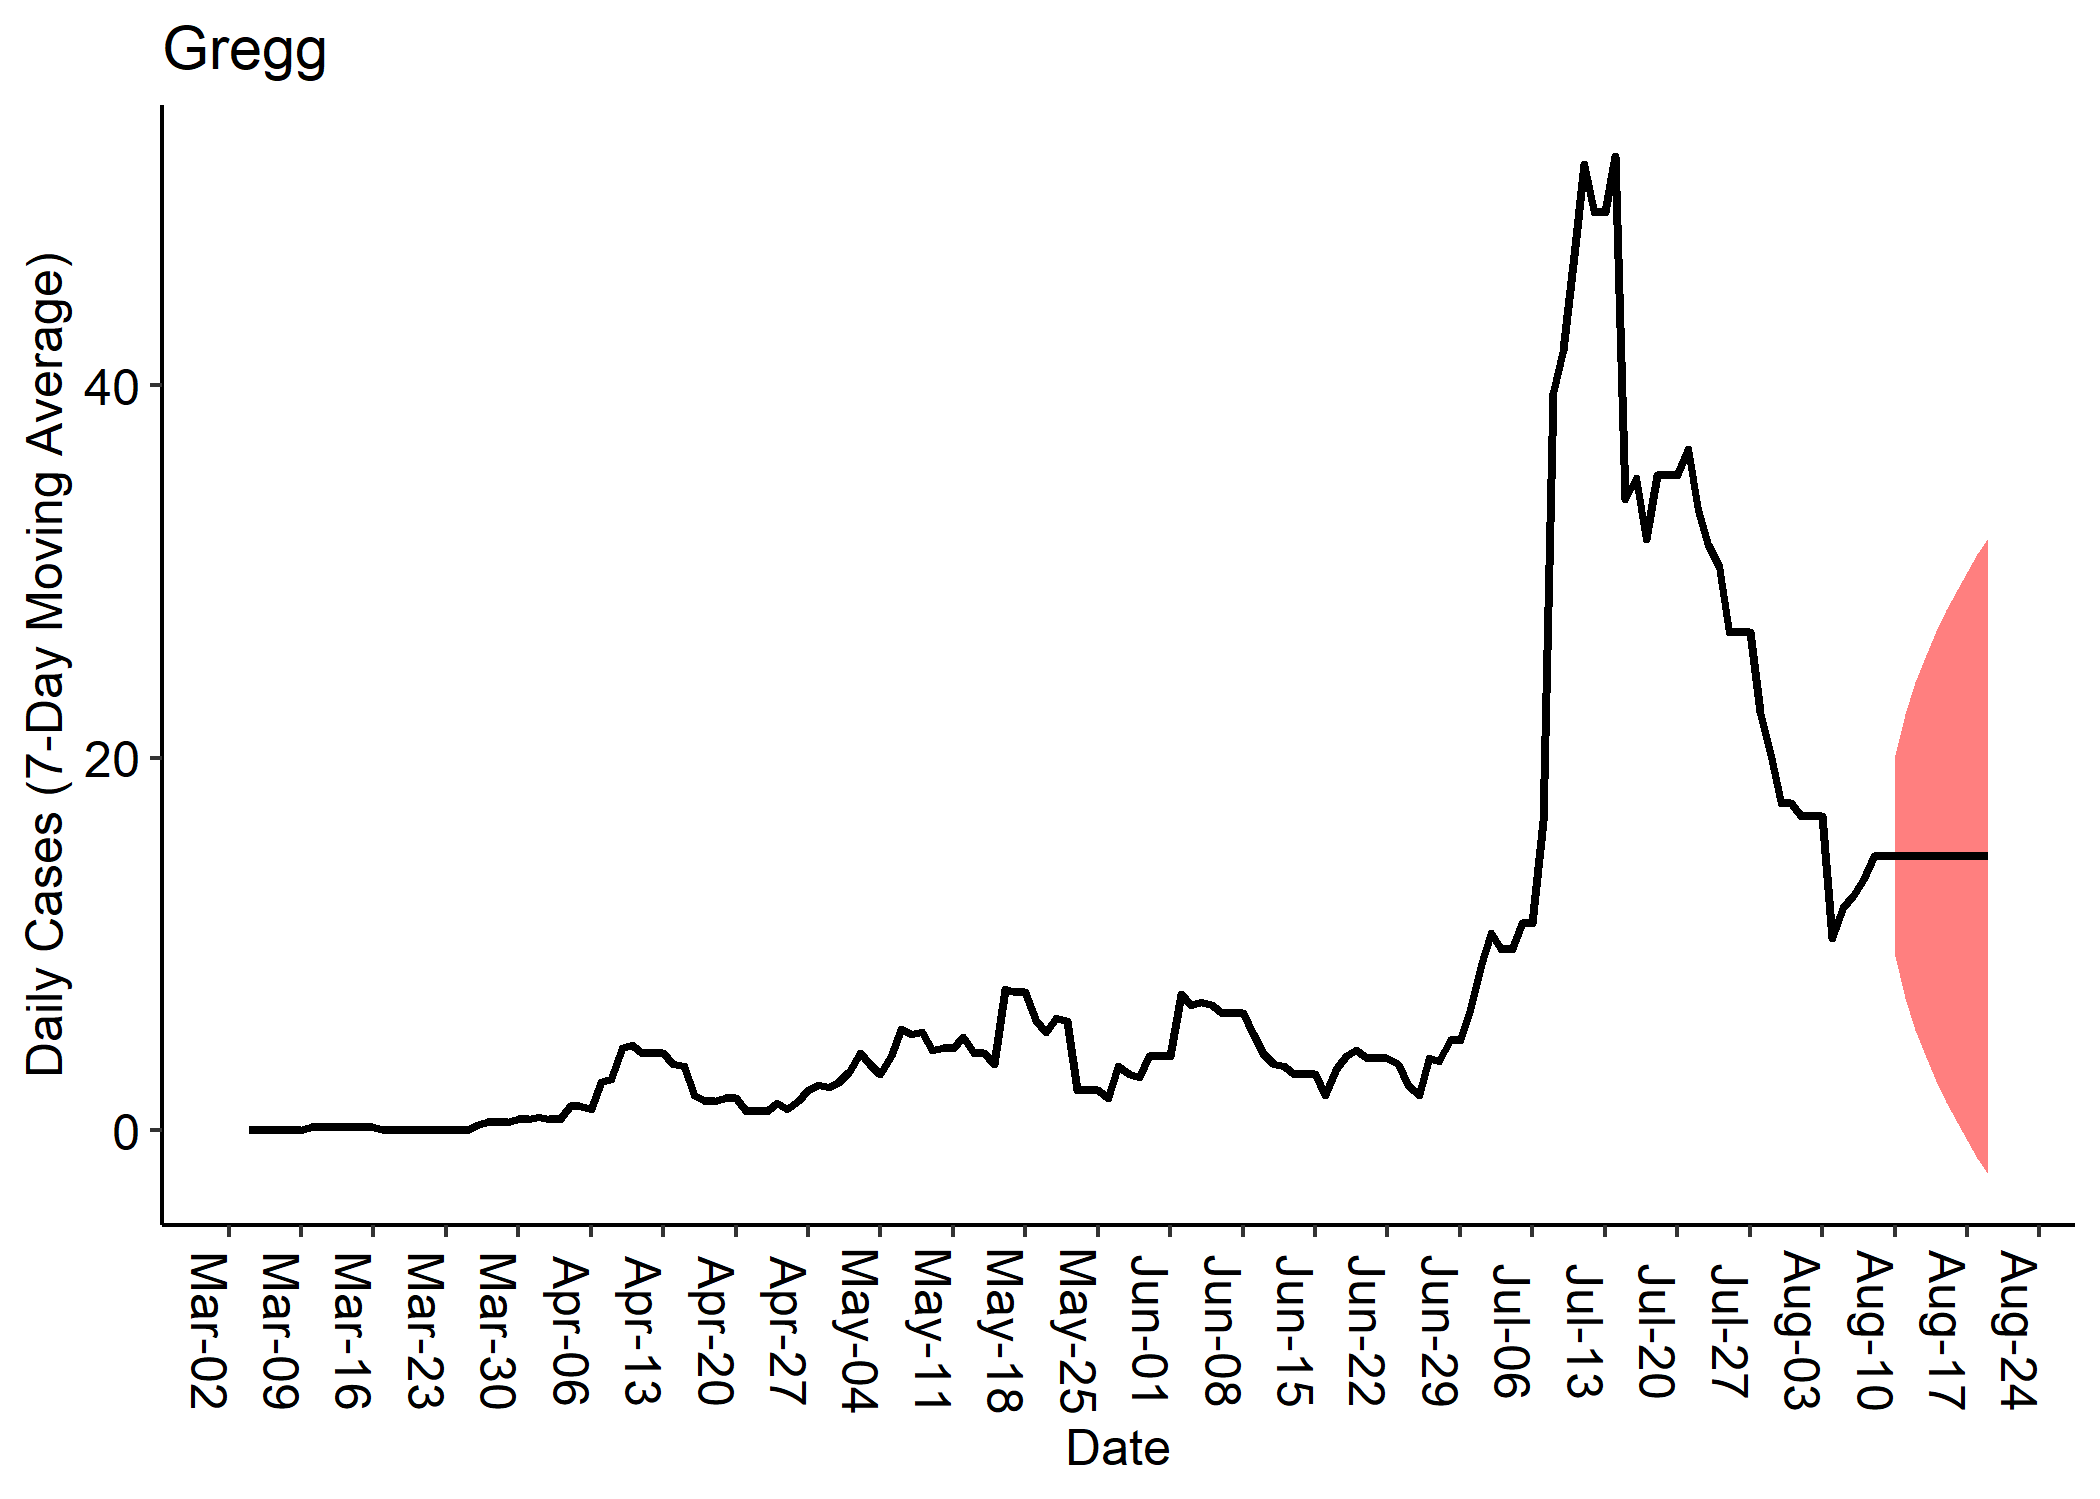 Gregg
Daily Cases (7-Day Moving Average)
40
20
0
Mar-02
Mar-09
Mar-16
Mar-23
Mar-30
Apr-06
Apr-13
Apr-20
Apr-27
May-04
May-11
May-18
May-25
Jun-01
Jun-08
Jun-15
Jun-22
Jun-29
Jul-06
Jul-13
Jul-20
Jul-27
Aug-03
Aug-10
Aug-17
Aug-24
Date